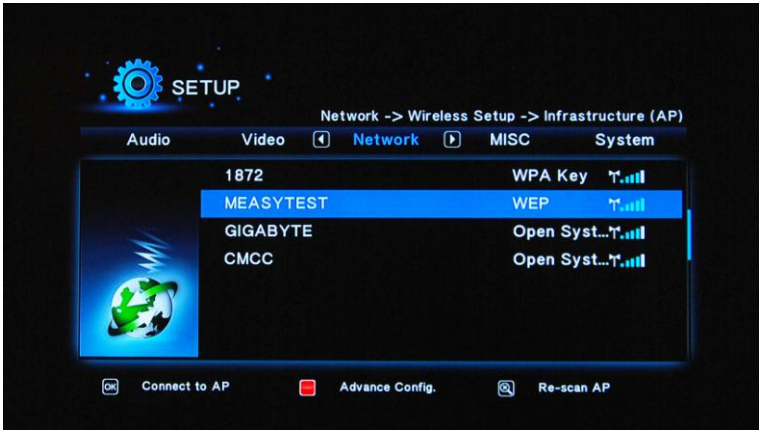 SETUP
Network -> Wireless Setup -> Infrastructure (AP)
Audio Video Network MISC System
1872 WPA Key
MEASYTEST WEP
GIGABYTE Open Syst...
CMCC Open Syst...
OK Connect to AP Advance Config. Re-scan AP